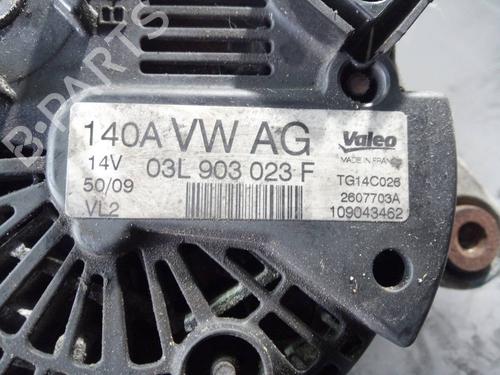 B-PARTS
140A VW AG
14V 03L 903 023 F
50/09
VL2
Valeo
MADE IN FRANCE
TG14C026
2607703A
109043462